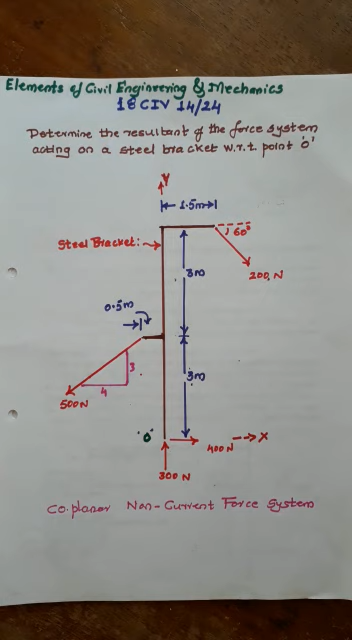 Elements of Civil Engineering & Mechanics
18CIV 14/24
Determine the resultant of the force system
acting on a steel bracket w.r.t. point 'O'
Y
1.5m
60°
Steel Bracket:
3m
200, N
0.5m
3
4
500N
3m
'O'
400N
X
300 N
Co.planar Non-Current Force System